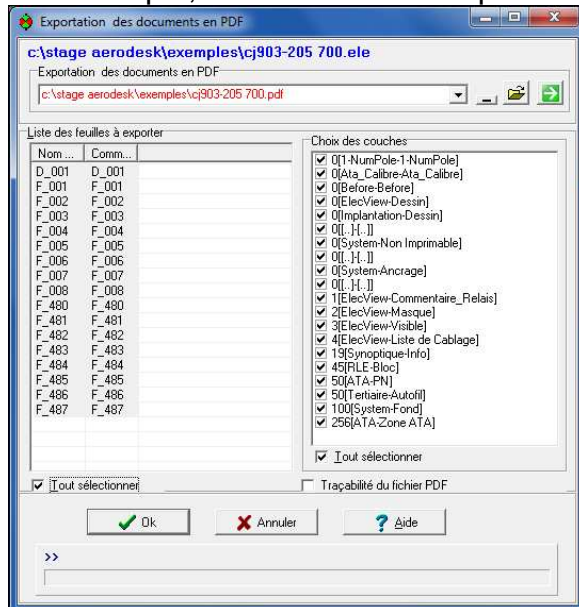 Exportation des documents en PDF
c:\stage aerodesk\exemples\cj903-205 700.ele
Exportation des documents en PDF
c:\stage aerodesk\exemples\cj903-205 700.pdf
Liste des feuilles à exporter
Nom ... Comm...
D_001 D_001
F_001 F_001
F_002 F_002
F_003 F_003
F_004 F_004
F_005 F_005
F_006 F_006
F_007 F_007
F_008 F_008
F_480 F_480
F_481 F_481
F_482 F_482
F_483 F_483
F_484 F_484
F_485 F_485
F_486 F_486
F_487 F_487
Tout sélectionner
Choix des couches
0[1-NumPole-1-NumPole]
0[Ata_Calibre-Ata_Calibre]
0[Before-Before]
0[ElecView-Dessin]
0[Implantation-Dessin]
0[[..]-[..]]
0[System-Non Imprimable]
0[[..]-[..]]
0[System-Ancrage]
0[[..]-[..]]
1[ElecView-Commentaire_Relais]
2[ElecView-Masque]
3[ElecView-Visible]
4[ElecView-Liste de Cablage]
19[Synoptique-Info]
45[RLE-Bloc]
50[ATA-PN]
50[Tertiaire-Autofil]
100[System-Fond]
256[ATA-Zone ATA]
Tout sélectionner
Traçabilité du fichier PDF
Ok Annuler ? Aide
>>